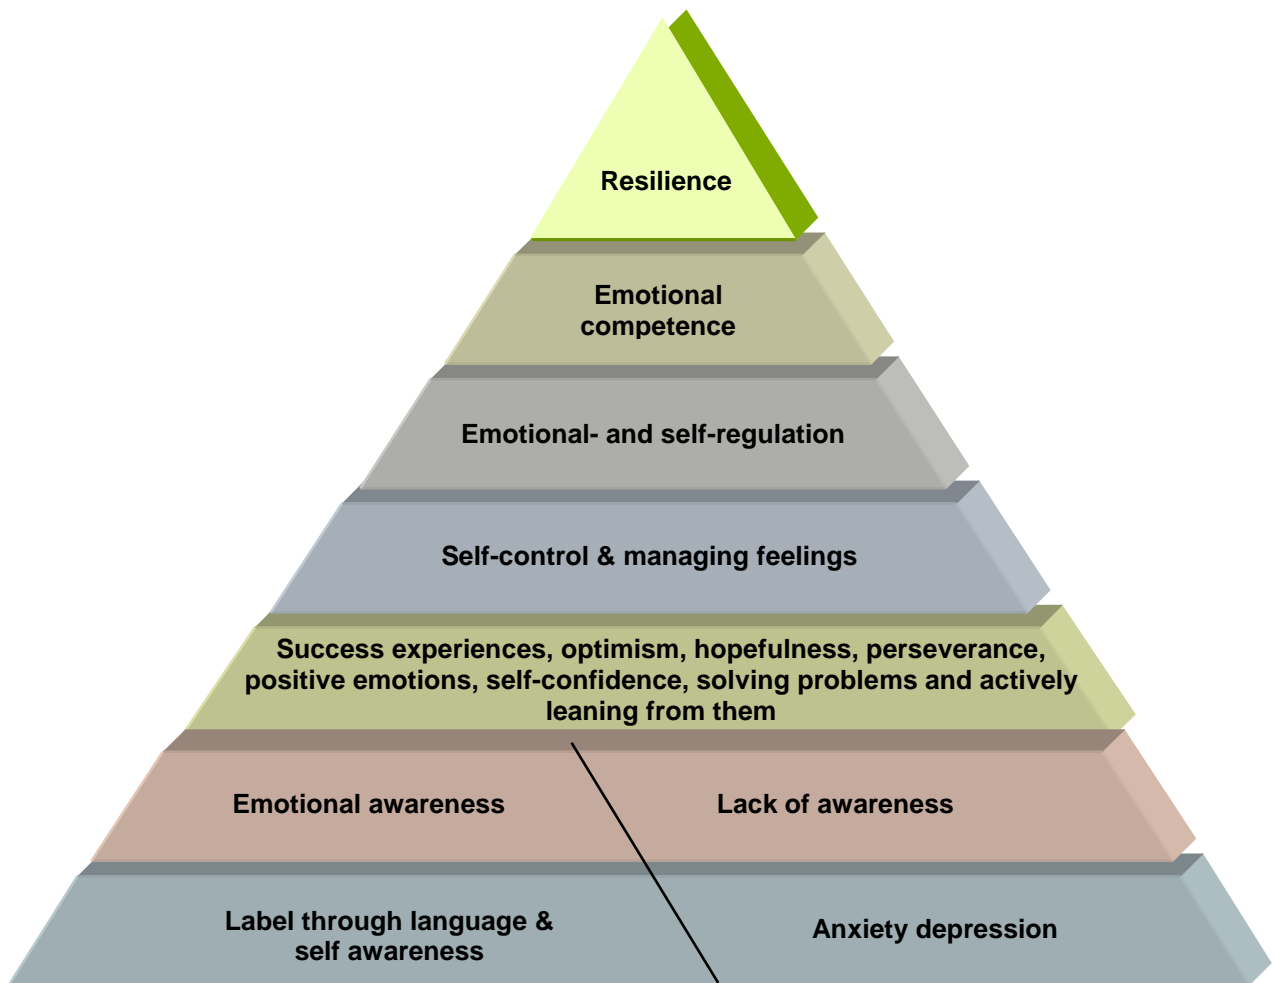 Resilience
Emotional
competence
Emotional- and self-regulation
Self-control & managing feelings
Success experiences, optimism, hopefulness, perseverance,
positive emotions, self-confidence, solving problems and actively
leaning from them
Emotional awareness
Lack of awareness
Label through language &
self awareness
Anxiety depression